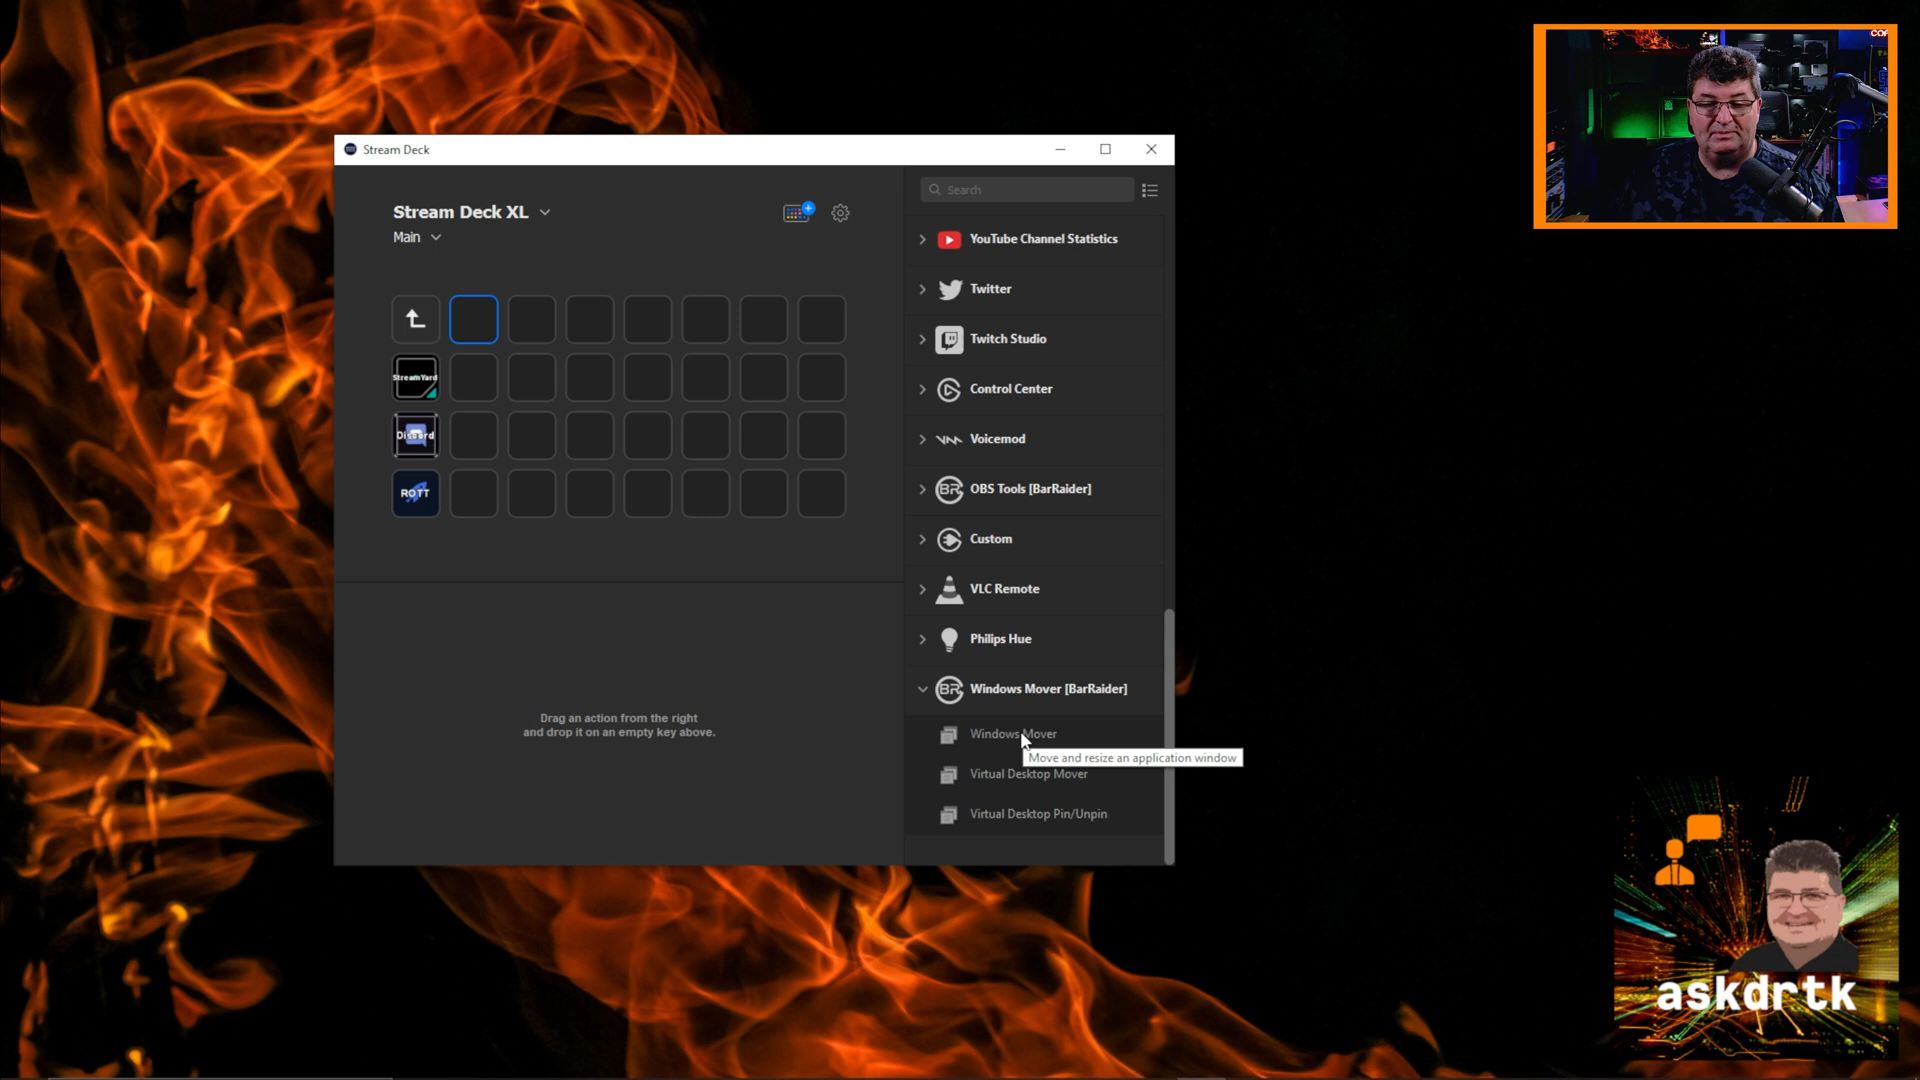 COF
Stream Deck
Search
Stream Deck XL
Main
YouTube Channel Statistics
Twitter
Twitch Studio
StreamYard
Control Center
Discord
Voicemod
ROTT
BR OBS Tools [BarRaider]
Custom
VLC Remote
Philips Hue
BR Windows Mover [BarRaider]
Drag an action from the right
and drop it on an empty key above.
Windows Mover
Move and resize an application window
Virtual Desktop Mover
Virtual Desktop Pin/Unpin
askdrtk